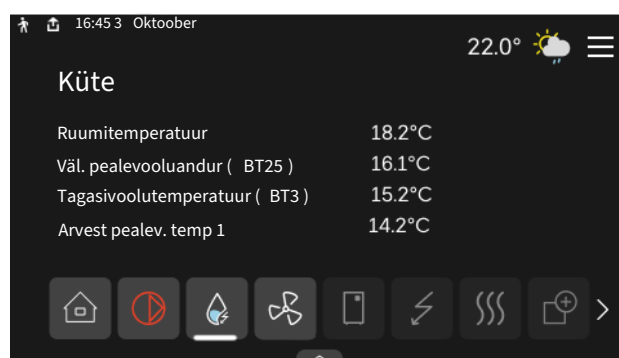 16:45 3 Oktoober
22.0°
Küte
Ruumitemperatuur 18.2°C
Väl. pealevooluandur ( BT25 ) 16.1°C
Tagasivoolutemperatuur ( BT3 ) 15.2°C
Arvest pealev. temp 1 14.2°C